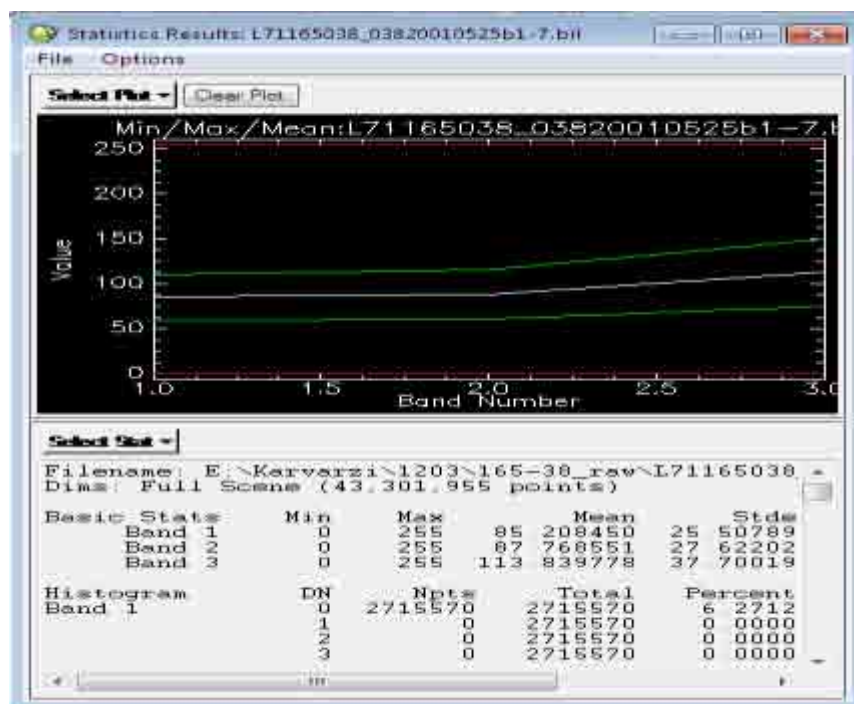 Statistics Results: L71165038_03820010525b1-7.bil
File Options
Select Plot Clear Plot
Min/Max/Mean:L71165038_03820010525b1-7.b
250
200
150
100
50
0
Value
1.0 1.5 2.0 2.5 3.0
Band Number
Select Stat
Filename: E:\Karvarzi\1203\165-38_raw\L71165038_
Dims: Full Scene (43,301,955 points)
Basic Stats Min Max Mean Stde
Band 1 0 255 85.208450 25.50789
Band 2 0 255 87.768551 27.62202
Band 3 0 255 113.839778 37.70019
Histogram DN Npts Total Percent
Band 1 0 2715570 2715570 6.2712
1 0 2715570 0.0000
2 0 2715570 0.0000
3 0 2715570 0.0000